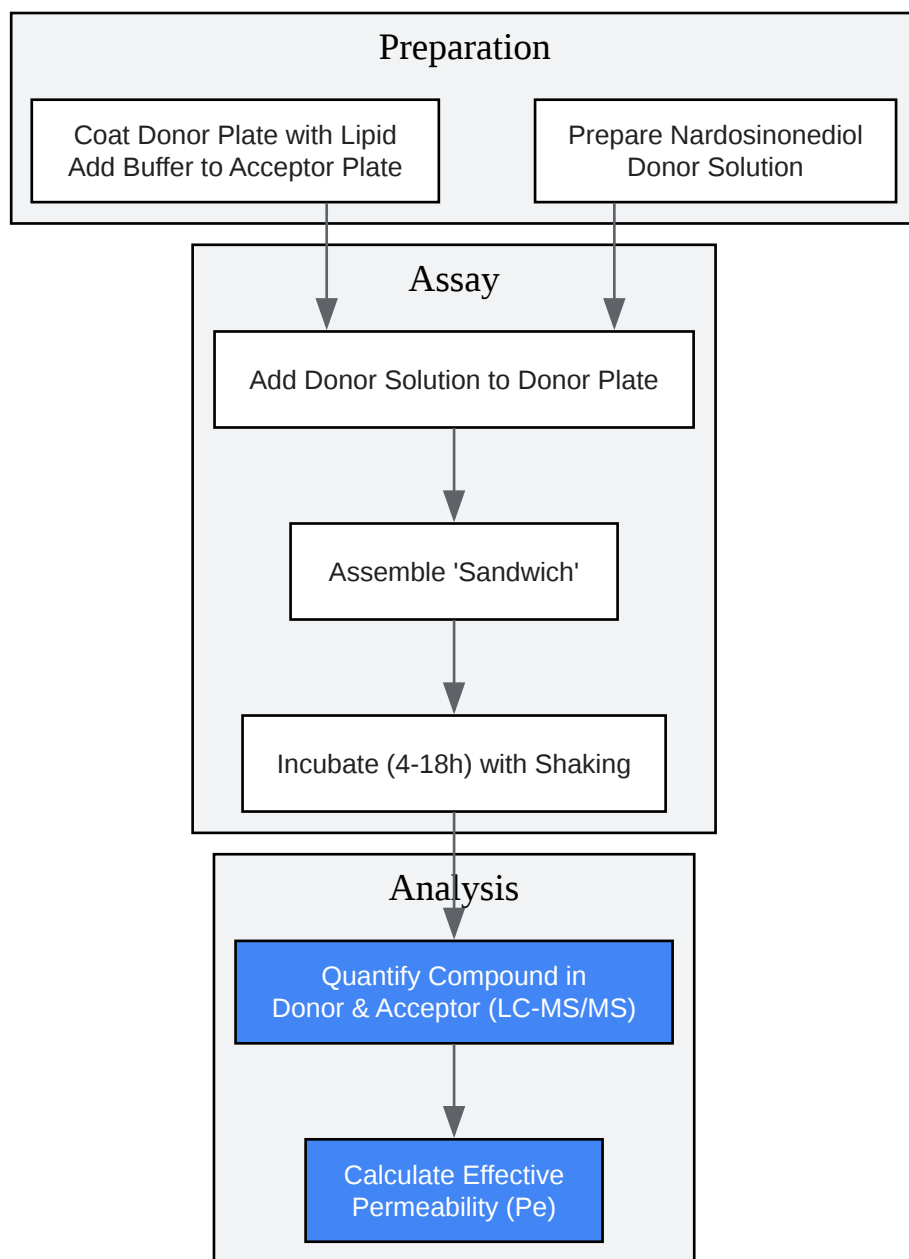 Preparation
Coat Donor Plate with Lipid
Add Buffer to Acceptor Plate
Prepare Nardosinonediol
Donor Solution
Assay
Add Donor Solution to Donor Plate
Assemble 'Sandwich'
Incubate (4-18h) with Shaking
Analysis
Quantify Compound in
Donor & Acceptor (LC-MS/MS)
Calculate Effective
Permeability (Pe)